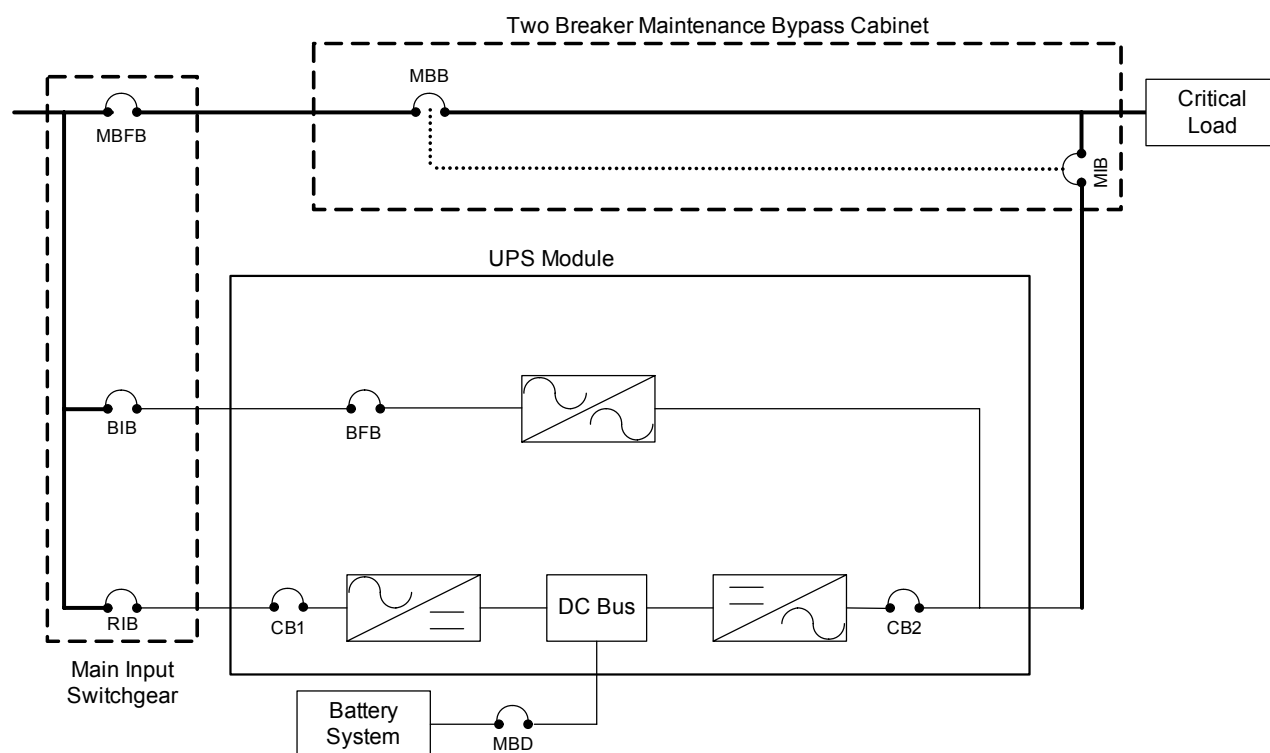 Two Breaker Maintenance Bypass Cabinet
MBB
MBFB
Critical
Load
MIB
UPS Module
BIB
BFB
RIB
CB1
DC Bus
CB2
Main Input
Switchgear
Battery
System
MBD